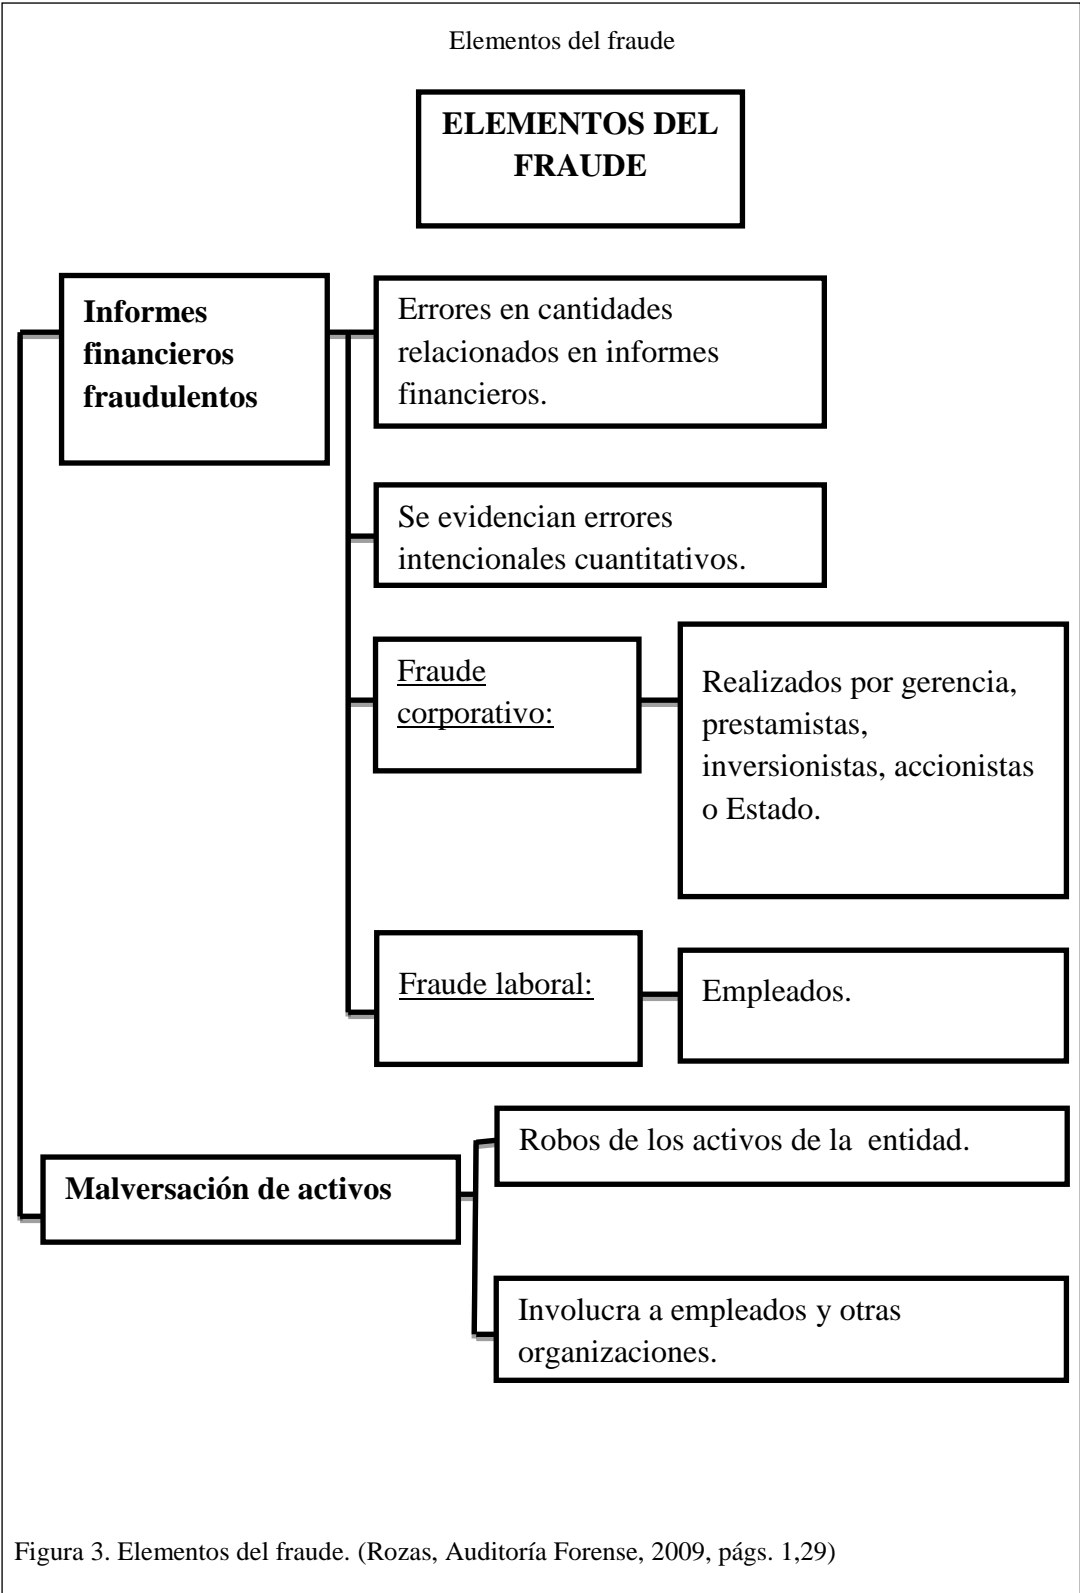 Elementos del fraude
ELEMENTOS DEL
FRAUDE
Informes
financieros
fraudulentos
Errores en cantidades
relacionados en informes
financieros.
Se evidencian errores
intencionales cuantitativos.
Fraude
corporativo:
Realizados por gerencia,
prestamistas,
inversionistas, accionistas
o Estado.
Fraude laboral:
Empleados.
Malversación de activos
Robos de los activos de la  entidad.
Involucra a empleados y otras
organizaciones.
Figura 3. Elementos del fraude. (Rozas, Auditoría Forense, 2009, págs. 1,29)